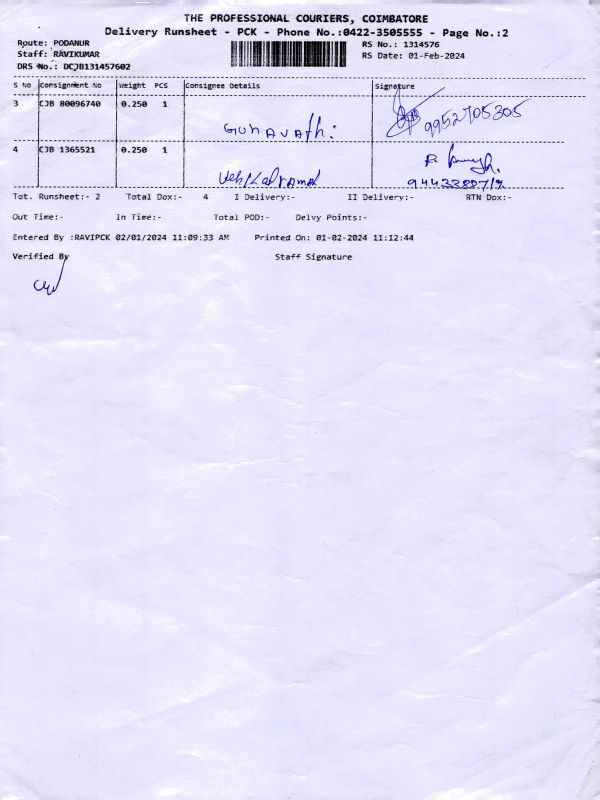 THE PROFESSIONAL COURIERS, COIMBATORE
Delivery Runsheet - PCK - Phone No.:0422-3505555 - Page No.:2
Route: PODANUR
RS No.: 1314576
Staff: RAVIKUMAR
RS Date: 01-Feb-2024
DRS No.: DCJB131457602
S No Consignment No Weight PCS Consignee Details Signature
3 CJB 80096740 0.250 1 Gunavathi: 9952705305
4 CJB 1365521 0.250 1
Tot. Runsheet:- 2 Total Dox:- 4 I Delivery:- II Delivery:- RTN Dox:-
Out Time:- In Time:- Total POD:- Delvy Points:-
Entered By :RAVIPCK 02/01/2024 11:09:33 AM Printed On: 01-02-2024 11:12:44
Verified By Staff Signature